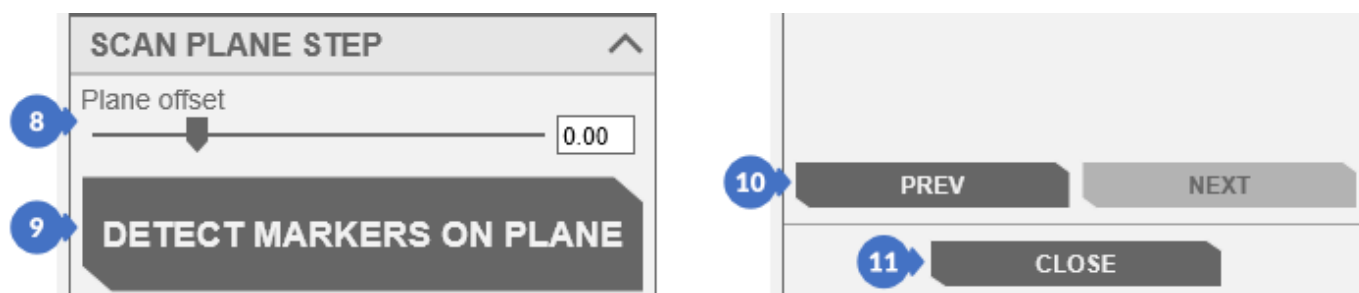 SCAN PLANE STEP
8
Plane offset
0.00
9
DETECT MARKERS ON PLANE
10
PREV
NEXT
11
CLOSE